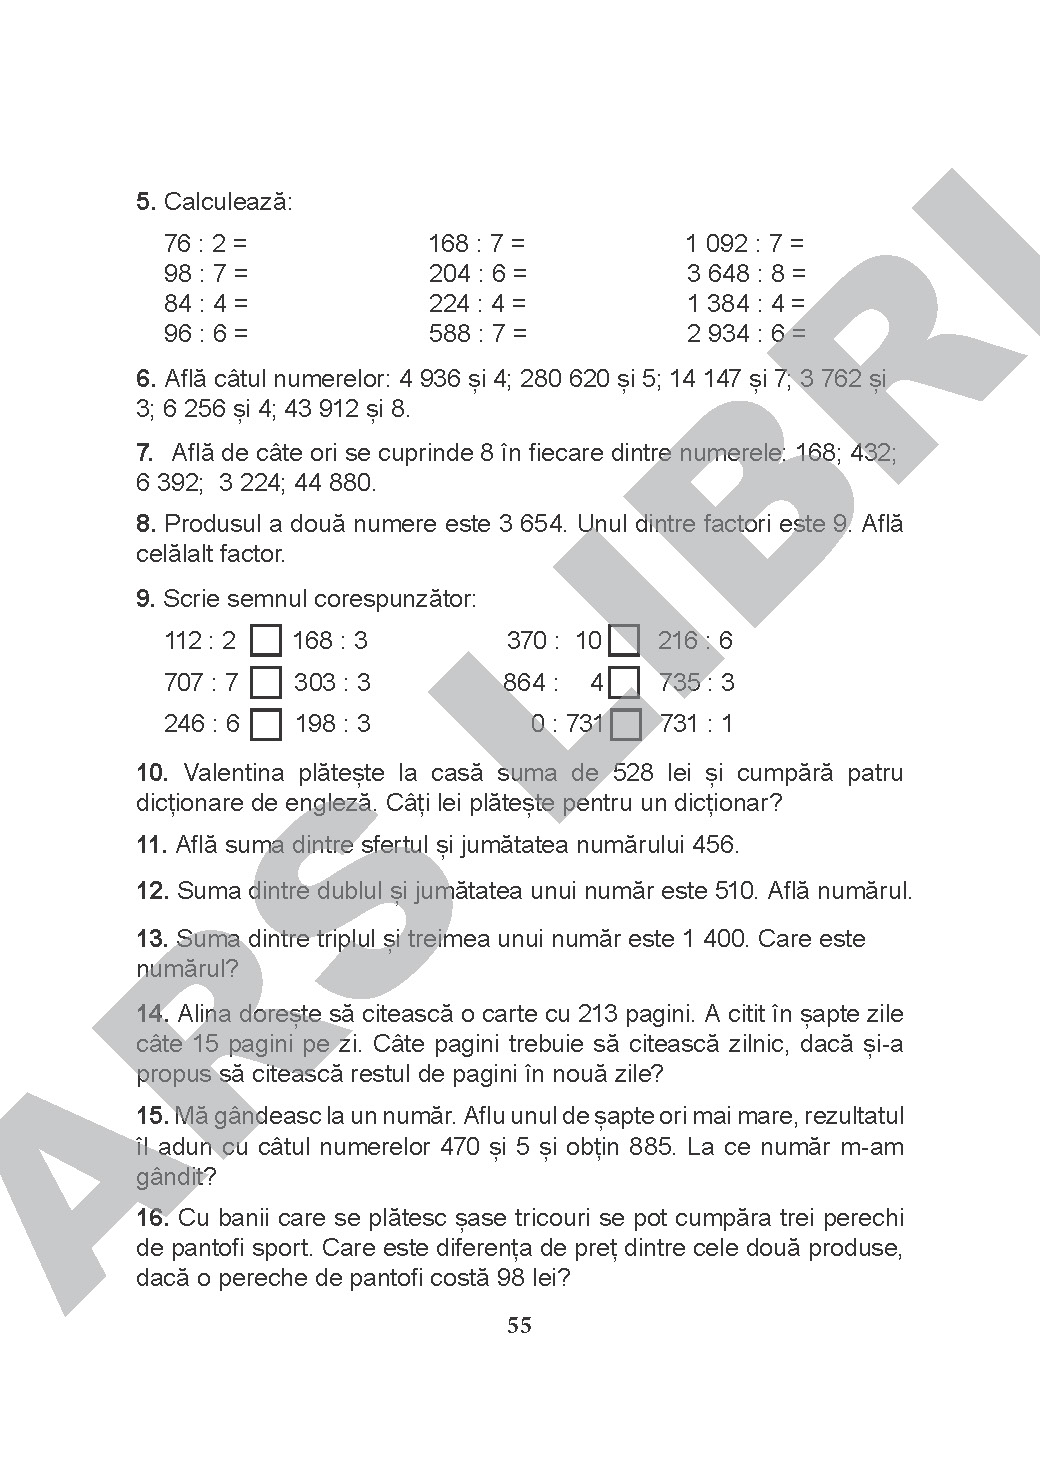 5. Calculează:
76 : 2 = 168 : 7 = 1 092 : 7 =
98 : 7 = 204 : 6 = 3 648 : 8 =
84 : 4 = 224 : 4 = 1 384 : 4 =
96 : 6 = 588 : 7 = 2 934 : 6 =
6. Află câtul numerelor: 4 936 și 4; 280 620 și 5; 14 147 și 7; 3 762 și
3; 6 256 și 4; 43 912 și 8.
7. Află de câte ori se cuprinde 8 în fiecare dintre numerele: 168; 432;
6 392; 3 224; 44 880.
8. Produsul a două numere este 3 654. Unul dintre factori este 9. Află
celălalt factor.
9. Scrie semnul corespunzător:
112 : 2 168 : 3 370 : 10 216 : 6
707 : 7 303 : 3 864 : 4 735 : 3
246 : 6 198 : 3 0 : 731 731 : 1
10. Valentina plătește la casă suma de 528 lei și cumpără patru
dicționare de engleză. Câți lei plătește pentru un dicționar?
11. Află suma dintre sfertul și jumătatea numărului 456.
12. Suma dintre dublul și jumătatea unui număr este 510. Află numărul.
13. Suma dintre triplul și treimea unui număr este 1 400. Care este
numărul?
14. Alina dorește să citească o carte cu 213 pagini. A citit în șapte zile
câte 15 pagini pe zi. Câte pagini trebuie să citească zilnic, dacă și-a
propus să citească restul de pagini în nouă zile?
15. Mă gândeasc la un număr. Aflu unul de șapte ori mai mare, rezultatul
îl adun cu câtul numerelor 470 și 5 și obțin 885. La ce număr m-am
gândit?
16. Cu banii care se plătesc șase tricouri se pot cumpăra trei perechi
de pantofi sport. Care este diferența de preț dintre cele două produse,
dacă o pereche de pantofi costă 98 lei?
55
ARS LIBRI